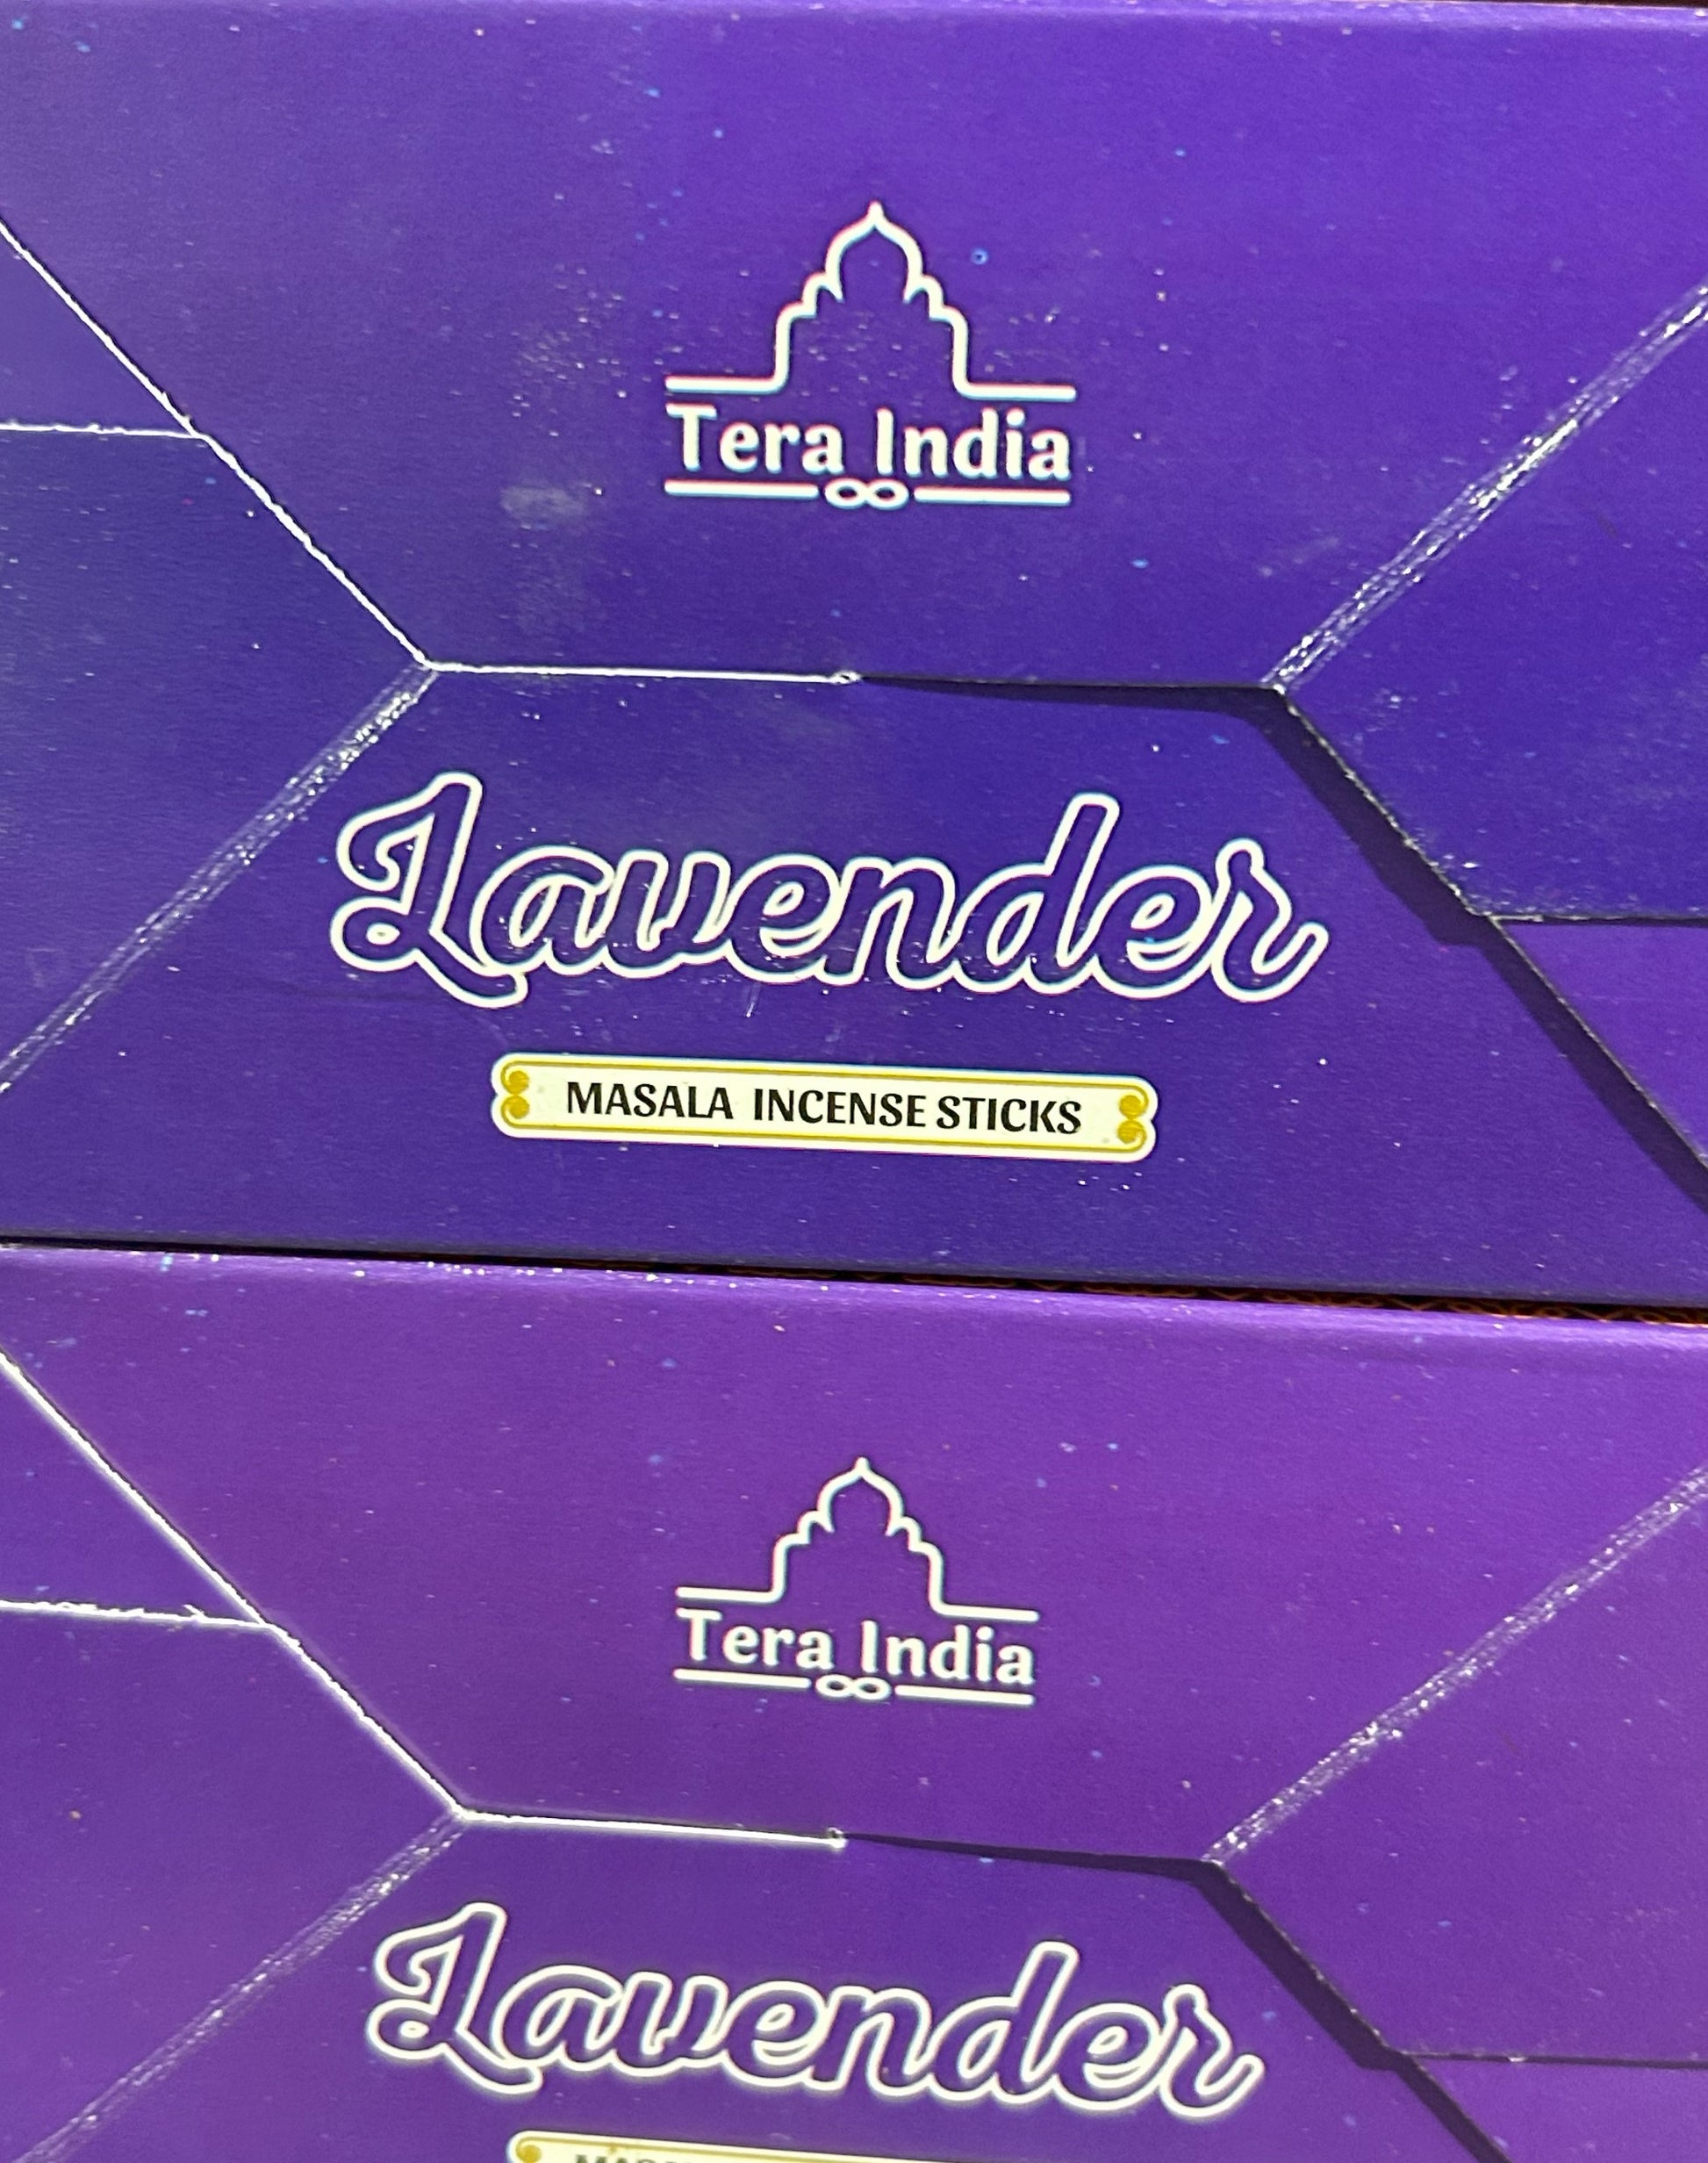 Tera India
Lavender
MASALA INCENSE STICKS
Tera India
Lavender